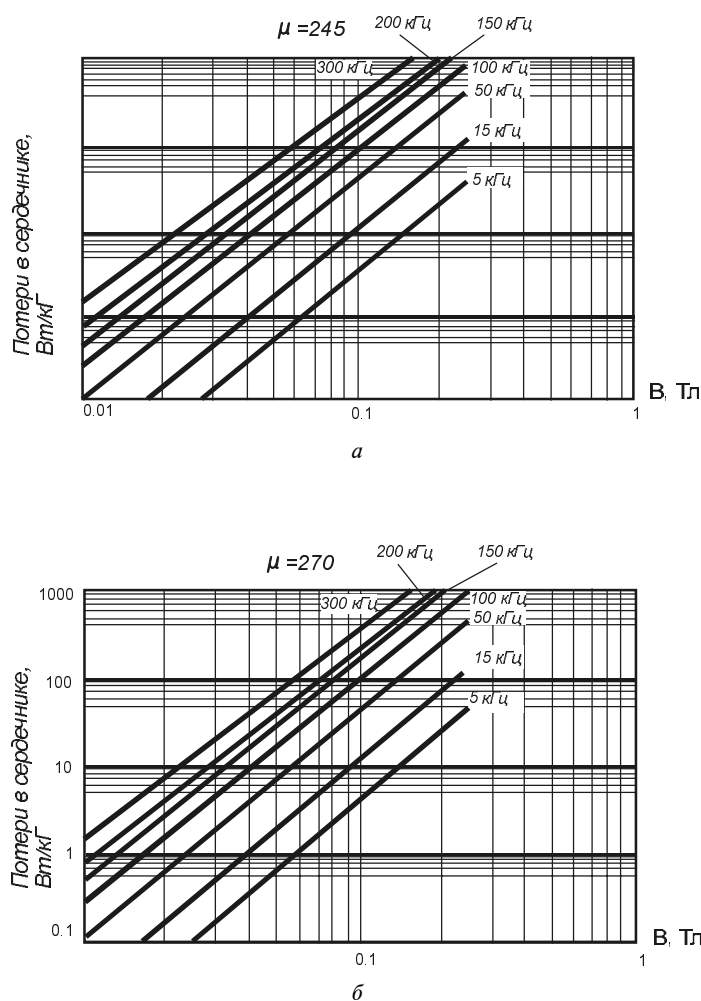 μ =245
200 кГц
150 кГц
300 кГц
100 кГц
50 кГц
15 кГц
5 кГц
Потери в сердечнике,
Вт/кГ
0.01
0.1
1
В, Тл
а
μ =270
200 кГц
150 кГц
1000
300 кГц
100 кГц
50 кГц
15 кГц
100
5 кГц
10
1
0.1
Потери в сердечнике,
Вт/кГ
0.1
1
В, Тл
б